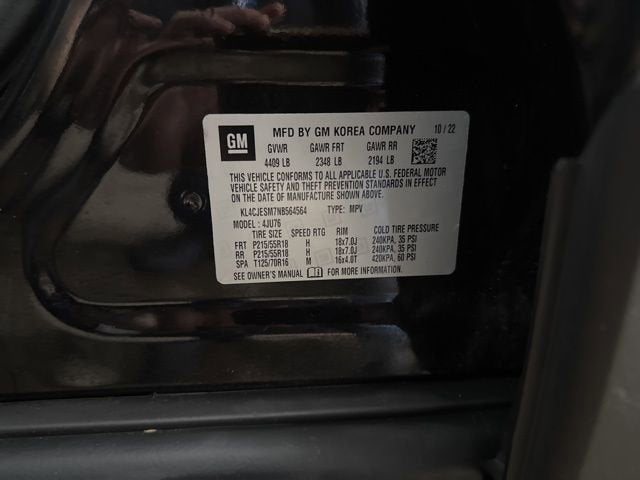 GM
MFD BY GM KOREA COMPANY 10/22
GVWR GAWR FRT GAWR RR
4409 LB 2348 LB 2194 LB
THIS VEHICLE CONFORMS TO ALL APPLICABLE U.S. FEDERAL MOTOR
VEHICLE SAFETY AND THEFT PREVENTION STANDARDS IN EFFECT
ON THE DATE OF MANUFACTURE SHOWN ABOVE.
KL4CJESM7NB564564 TYPE: MPV
MODEL: 4JU76
TIRE SIZE SPEED RTG RIM COLD TIRE PRESSURE
FRT P215/55R18 H 18x7.0J 240KPA, 35 PSI
RR P215/55R18 H 18x7.0J 240KPA, 35 PSI
SPA T125/70R16 M 16x4.0T 420KPA, 60 PSI
SEE OWNER'S MANUAL FOR MORE INFORMATION.